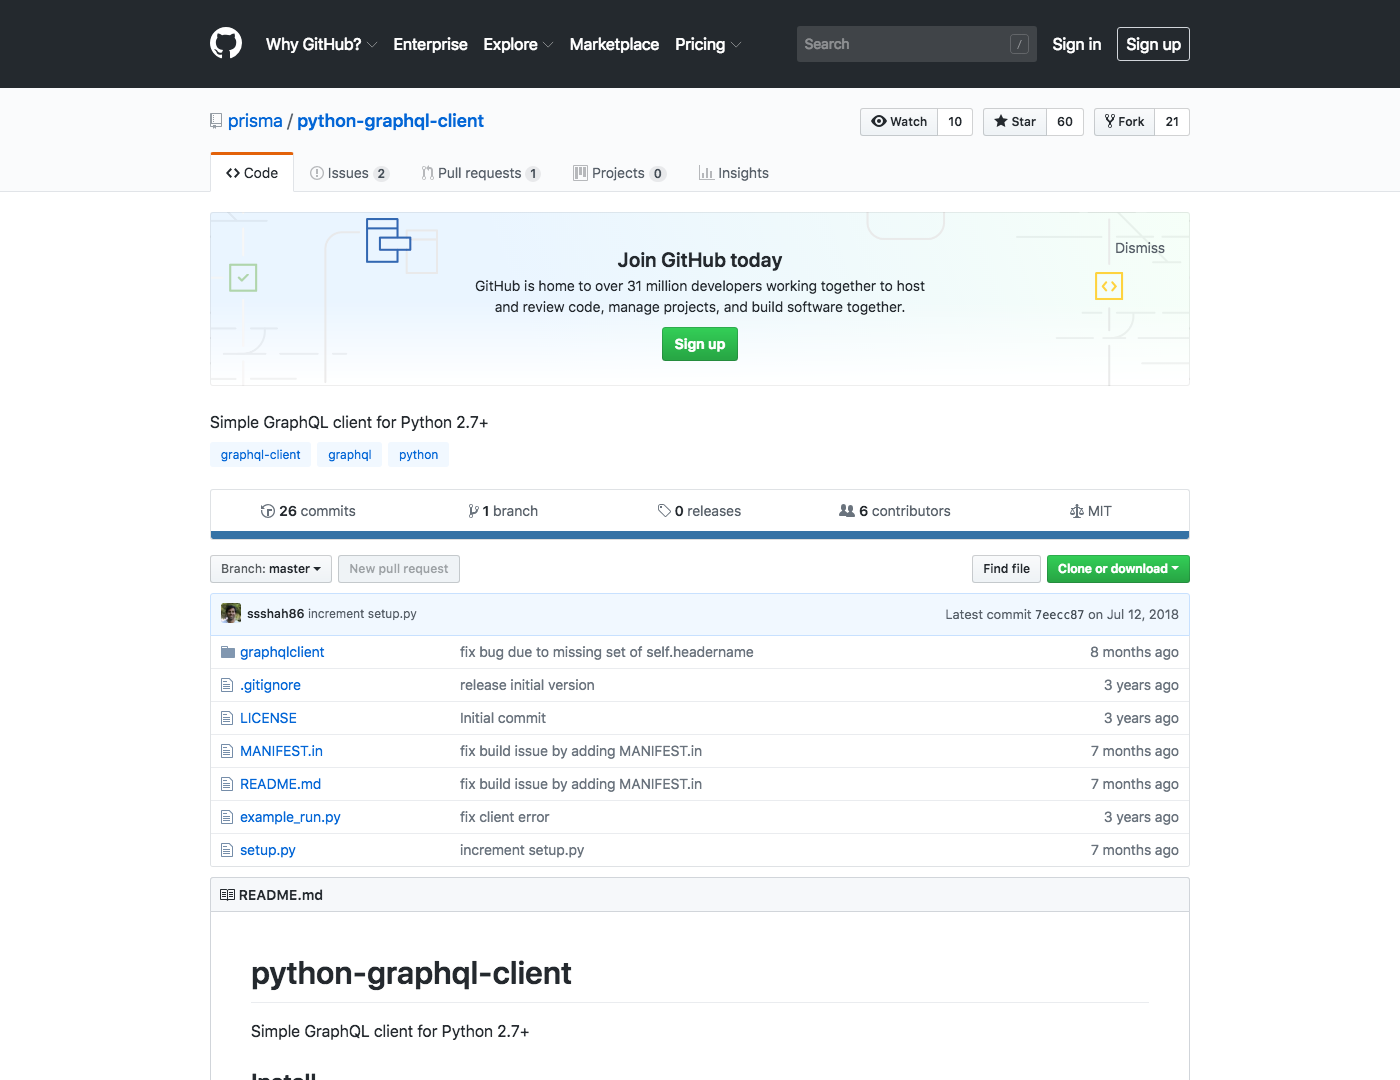 Why GitHub? Enterprise Explore Marketplace Pricing Search / Sign in Sign up
prisma / python-graphql-client Watch 10 Star 60 Fork 21
Code Issues 2 Pull requests 1 Projects 0 Insights
Dismiss
Join GitHub today
GitHub is home to over 31 million developers working together to host
and review code, manage projects, and build software together.
Sign up
Simple GraphQL client for Python 2.7+
graphql-client graphql python
26 commits 1 branch 0 releases 6 contributors MIT
Branch: master New pull request Find file Clone or download
ssshah86 increment setup.py Latest commit 7eecc87 on Jul 12, 2018
graphqlclient fix bug due to missing set of self.headername 8 months ago
.gitignore release initial version 3 years ago
LICENSE Initial commit 3 years ago
MANIFEST.in fix build issue by adding MANIFEST.in 7 months ago
README.md fix build issue by adding MANIFEST.in 7 months ago
example_run.py fix client error 3 years ago
setup.py increment setup.py 7 months ago
README.md
python-graphql-client
Simple GraphQL client for Python 2.7+
Install